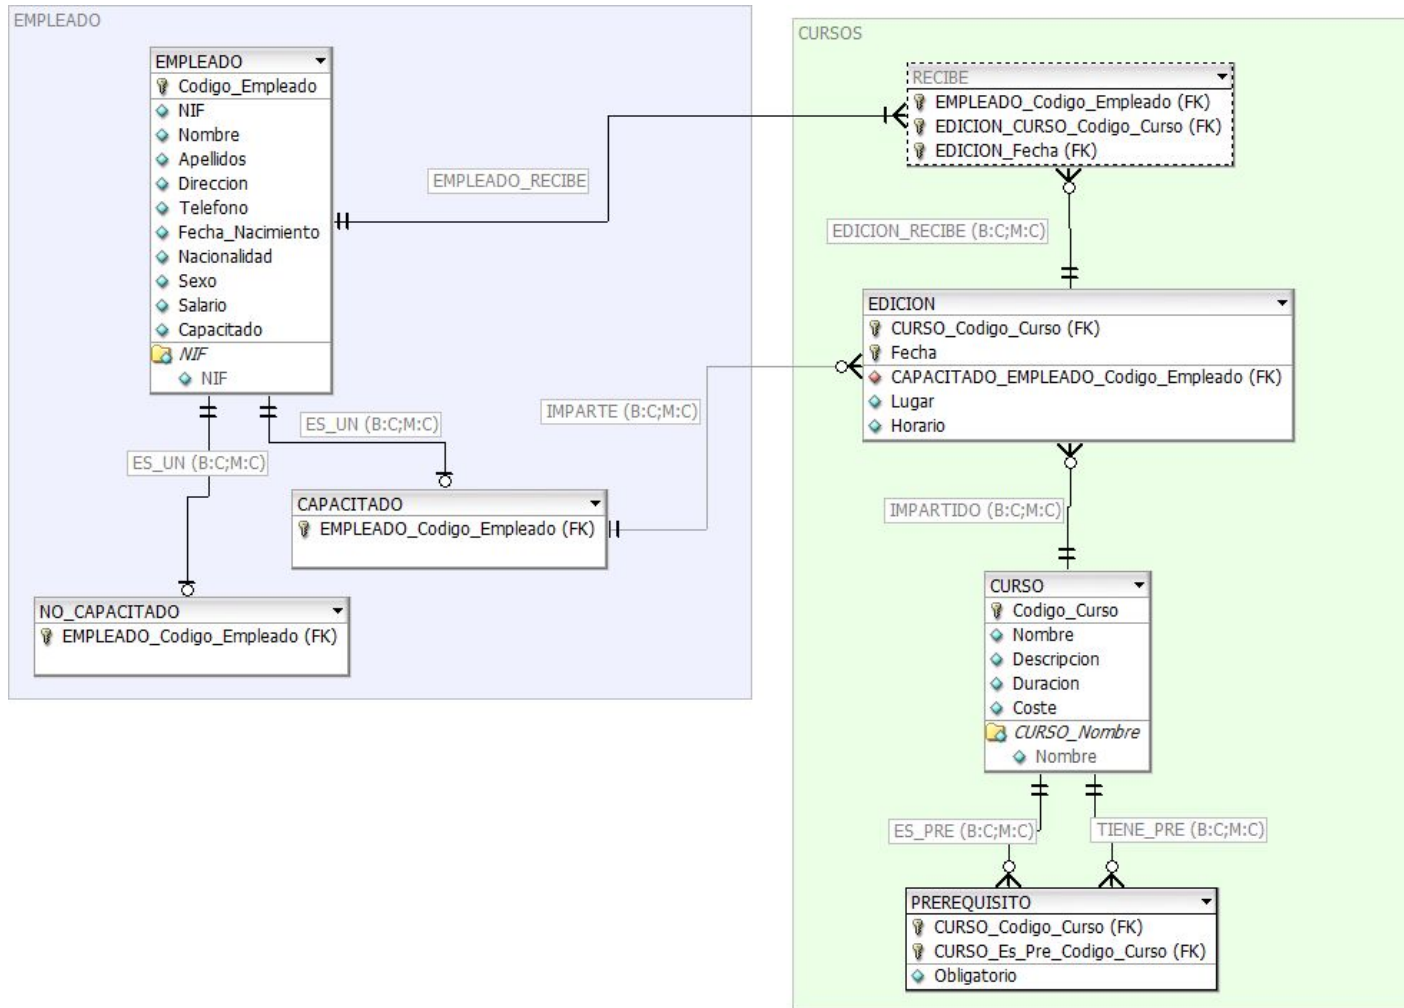 EMPLEADO
EMPLEADO
Codigo_Empleado
NIF
Nombre
Apellidos
Direccion
Telefono
Fecha_Nacimiento
Nacionalidad
Sexo
Salario
Capacitado
NIF
NIF
EMPLEADO_RECIBE
ES_UN (B:C;M:C)
ES_UN (B:C;M:C)
IMPARTE (B:C;M:C)
CAPACITADO
EMPLEADO_Codigo_Empleado (FK)
NO_CAPACITADO
EMPLEADO_Codigo_Empleado (FK)
CURSOS
RECIBE
EMPLEADO_Codigo_Empleado (FK)
EDICION_CURSO_Codigo_Curso (FK)
EDICION_Fecha (FK)
EDICION_RECIBE (B:C;M:C)
EDICION
CURSO_Codigo_Curso (FK)
Fecha
CAPACITADO_EMPLEADO_Codigo_Empleado (FK)
Lugar
Horario
IMPARTIDO (B:C;M:C)
CURSO
Codigo_Curso
Nombre
Descripcion
Duracion
Coste
CURSO_Nombre
Nombre
ES_PRE (B:C;M:C)
TIENE_PRE (B:C;M:C)
PREREQUISITO
CURSO_Codigo_Curso (FK)
CURSO_Es_Pre_Codigo_Curso (FK)
Obligatorio